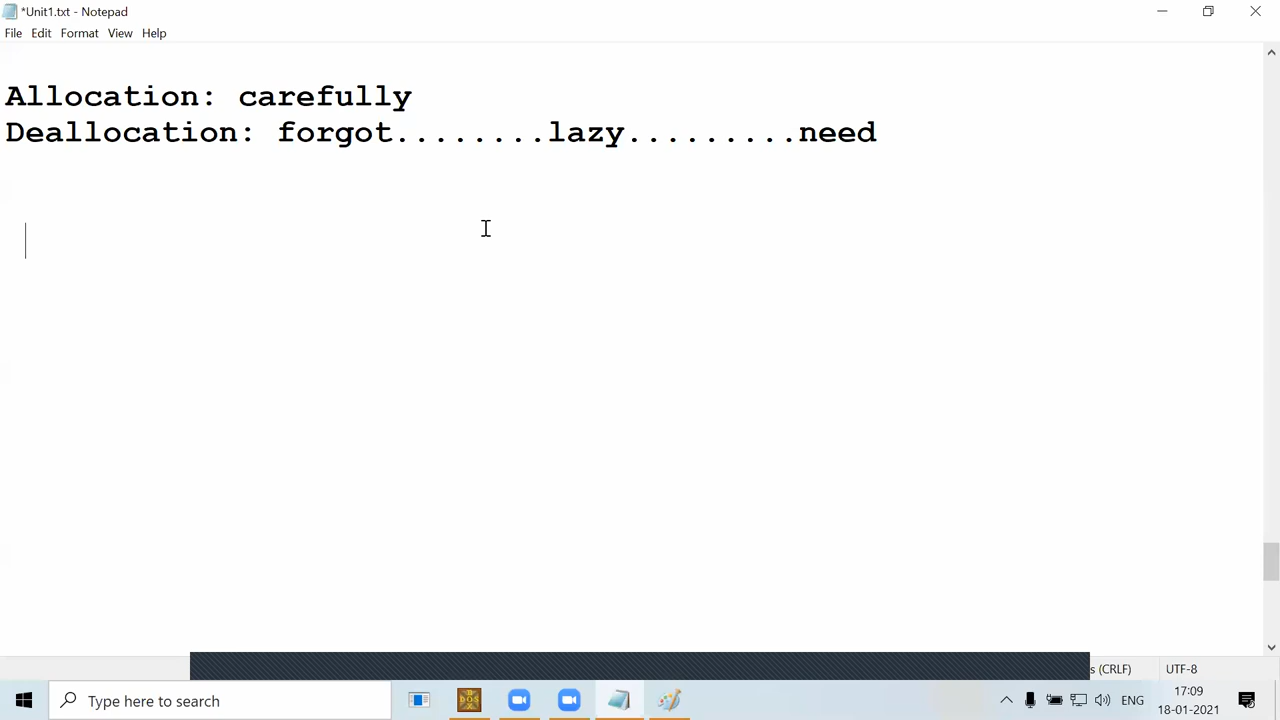 *Unit1.txt - Notepad
File Edit Format View Help
Allocation: carefully
Deallocation: forgot........lazy.........need
s (CRLF) UTF-8
Type here to search
ENG
17:09
18-01-2021